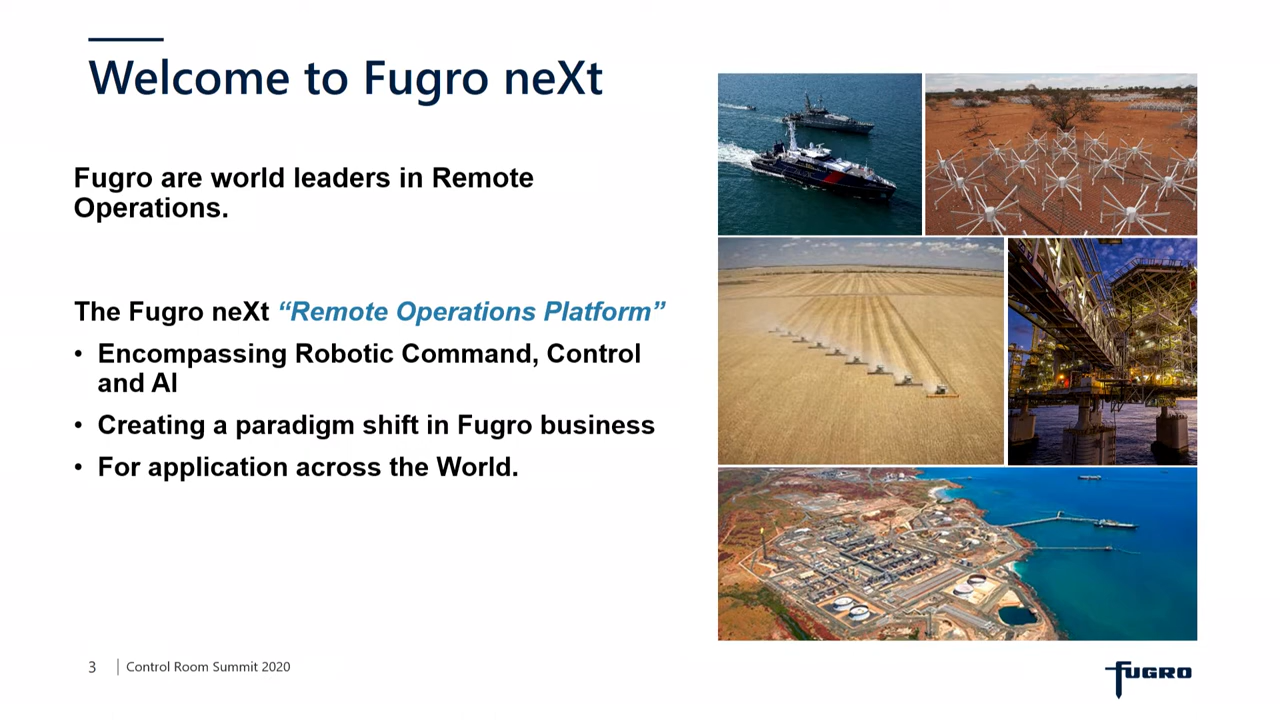 Welcome to Fugro neXt
Fugro are world leaders in Remote
Operations.
The Fugro neXt “Remote Operations Platform”
• Encompassing Robotic Command, Control
and AI
• Creating a paradigm shift in Fugro business
• For application across the World.
3 | Control Room Summit 2020
FUGRO